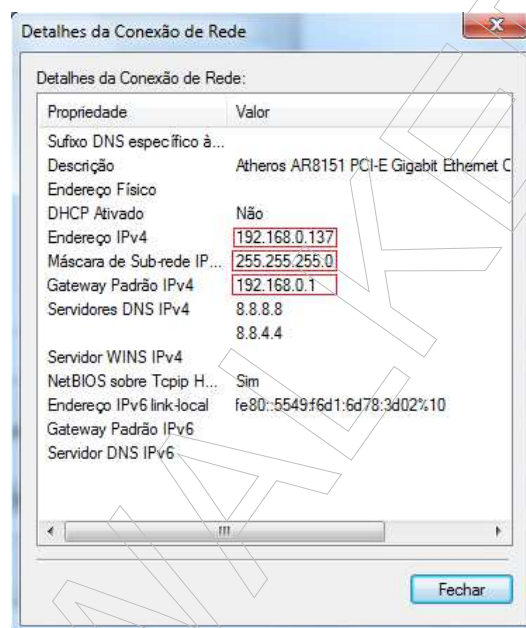 Detalhes da Conexão de Rede
Detalhes da Conexão de Rede:
Propriedade Valor
Sufixo DNS específico à...
Descrição Atheros AR8151 PCI-E Gigabit Ethernet C
Endereço Físico
DHCP Ativado Não
Endereço IPv4 192.168.0.137
Máscara de Sub-rede IP... 255.255.255.0
Gateway Padrão IPv4 192.168.0.1
Servidores DNS IPv4 8.8.8.8
8.8.4.4
Servidor WINS IPv4
NetBIOS sobre Tcpip H... Sim
Endereço IPv6 link-local fe80::5549:f6d1:6d78:3d02%10
Gateway Padrão IPv6
Servidor DNS IPv6
Fechar